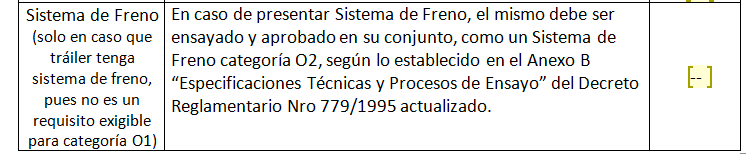 Sistema de Freno
(solo en caso que
tráiler tenga
sistema de freno,
pues no es un
requisito exigible
para categoría O1)
En caso de presentar Sistema de Freno, el mismo debe ser
ensayado y aprobado en su conjunto, como un Sistema de
Freno categoría O2, según lo establecido en el Anexo B
“Especificaciones Técnicas y Procesos de Ensayo” del Decreto
Reglamentario Nro 779/1995 actualizado.
[-- ]